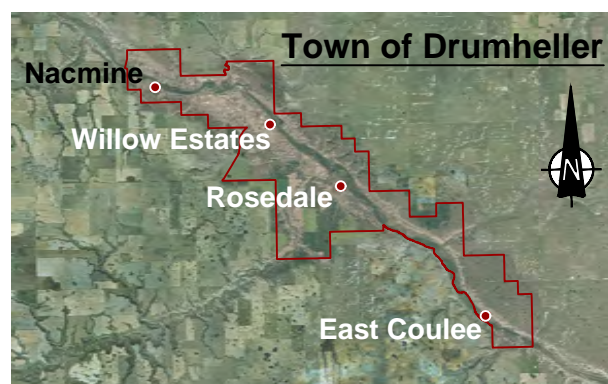 Town of Drumheller
Nacmine
Willow Estates
Rosedale
N
East Coulee